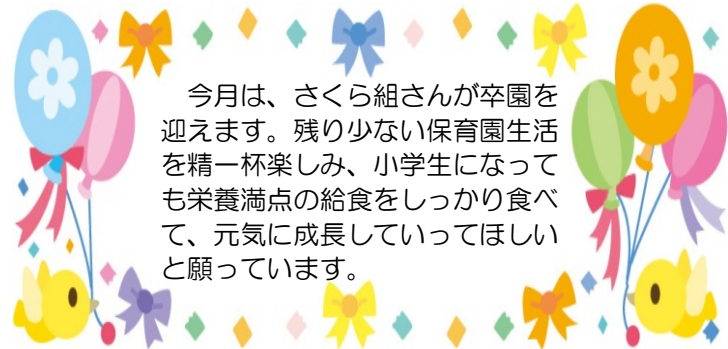 今月は、さくら組さんが卒園を
迎えます。残り少ない保育園生活
を精一杯楽しみ、小学生になって
も栄養満点の給食をしっかり食べ
て、元気に成長していってほしい
と願っています。